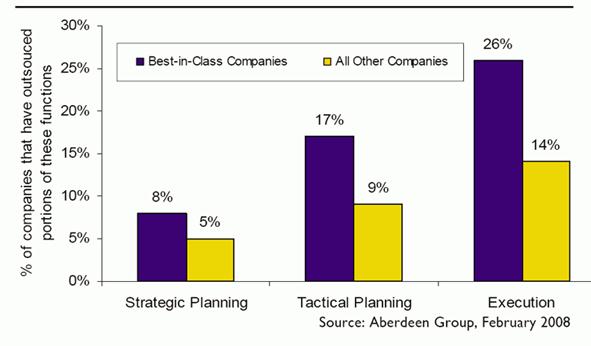 % of companies that have outsouced
portions of these functions
30%
25%
20%
15%
10%
5%
0%
Best-in-Class Companies
All Other Companies
8%
5%
17%
9%
26%
14%
Strategic Planning
Tactical Planning
Execution
Source: Aberdeen Group, February 2008